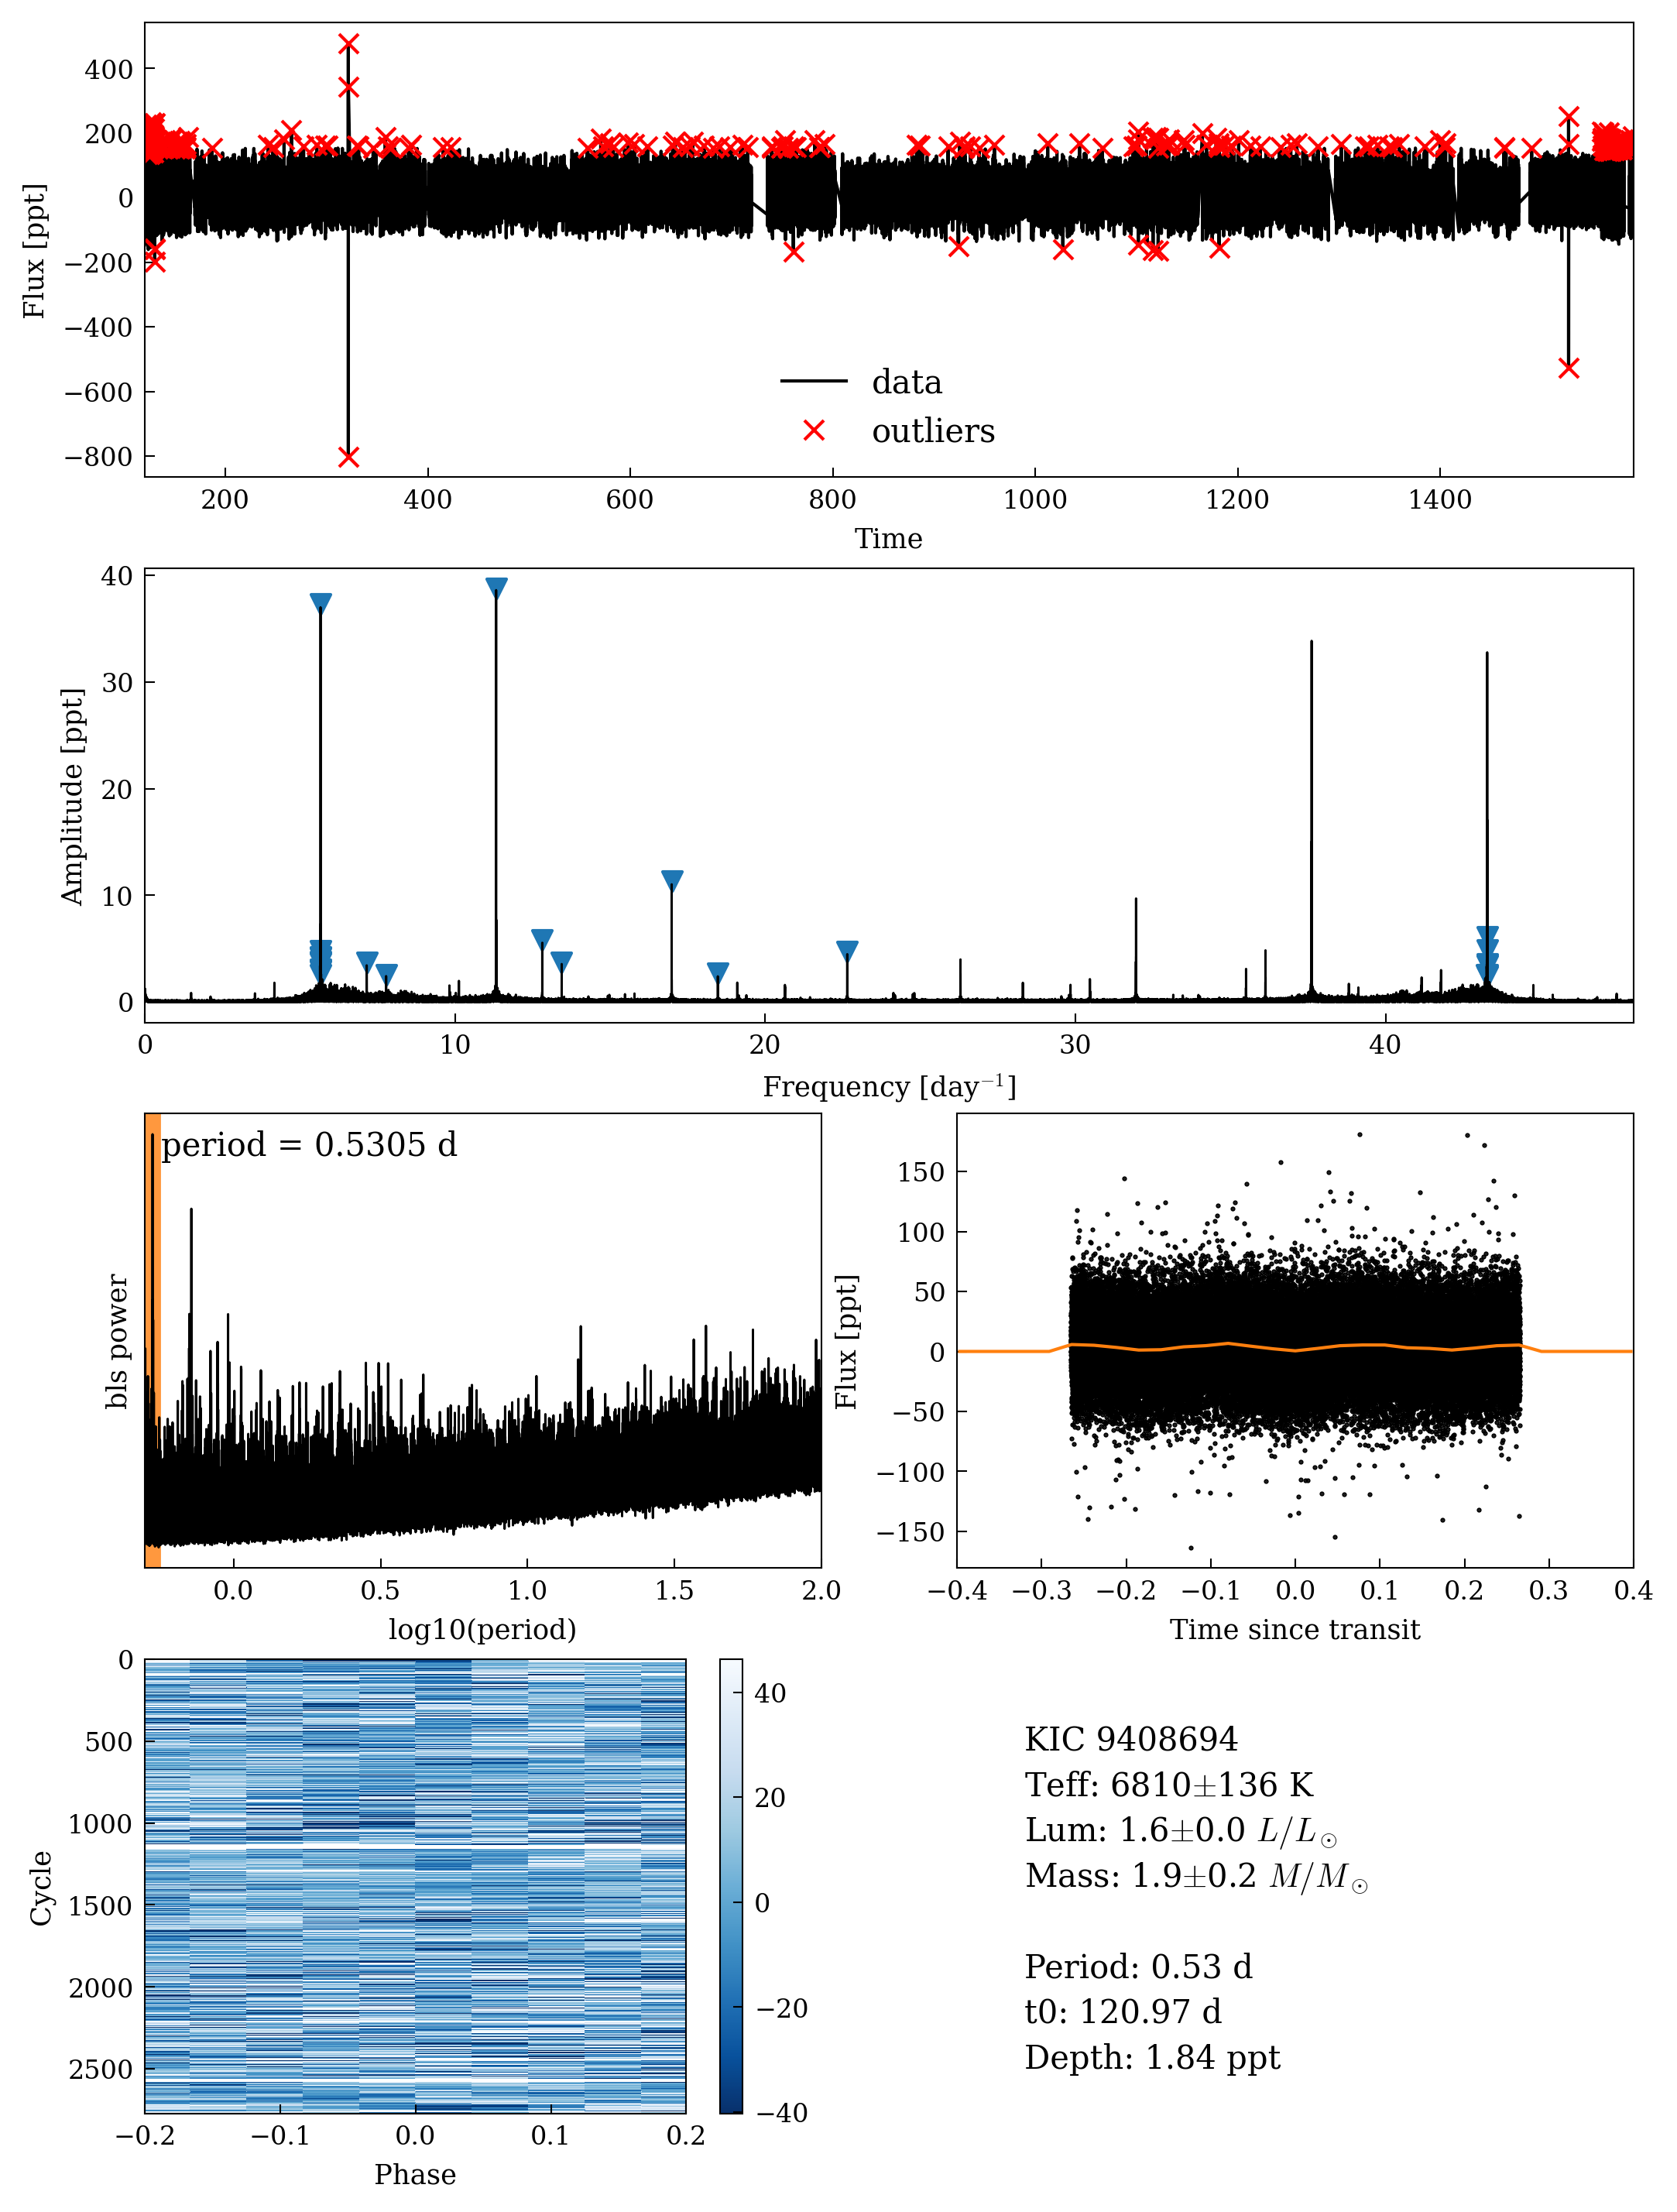 400
200
0
−200
−400
−600
−800
Flux [ppt]
data
outliers
200 400 600 800 1000 1200 1400
Time
40
30
20
10
0
Amplitude [ppt]
0 10 20 30 40
Frequency [day⁻¹]
period = 0.5305 d
bls power
0.0 0.5 1.0 1.5 2.0
log10(period)
150
100
50
0
−50
−100
−150
Flux [ppt]
−0.4 −0.3 −0.2 −0.1 0.0 0.1 0.2 0.3 0.4
Time since transit
0
500
1000
1500
2000
2500
Cycle
−0.2 −0.1 0.0 0.1 0.2
Phase
40
20
0
−20
−40
KIC 9408694
Teff: 6810±136 K
Lum: 1.6±0.0 L/L⊙
Mass: 1.9±0.2 M/M⊙
Period: 0.53 d
t0: 120.97 d
Depth: 1.84 ppt